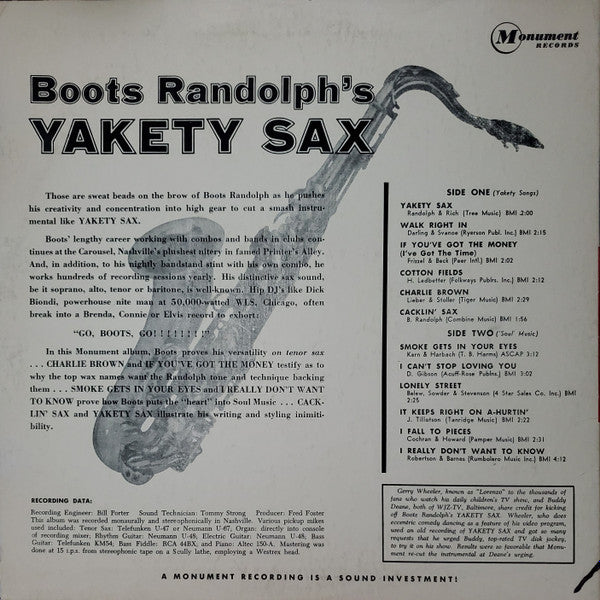 Monument
RECORDS
Boots Randolph's
YAKETY SAX
Those are sweat beads on the brow of Boots Randolph as he pushes
his creativity and concentration into high gear to cut a smash instru-
mental like YAKETY SAX.
Boots' lengthy career working with combos and bands in clubs con-
tinues at the Carousel, Nashville's plushest nitery in famed Printer's Alley.
And, in addition to his nightly bandstand stint with his own combo, he
works hundreds of recording sessions yearly. His distinctive sax sound,
be it soprano, alto, tenor or baritone, is well-known. Hip DJ's like Dick
Biondi, powerhouse nite man at 50,000-watted WLS, Chicago, often
break into a Brenda, Connie or Elvis record to exhort:
"GO, BOOTS, GO! ! ! ! ! ! ! !"
In this Monument album, Boots proves his versatility on tenor sax
. . . CHARLIE BROWN and IF YOU'VE GOT THE MONEY testify as to
why the top wax names want the Randolph tone and technique backing
them . . . SMOKE GETS IN YOUR EYES and I REALLY DON'T WANT
TO KNOW prove how Boots puts the "heart" into Soul Music . . . CACK-
LIN' SAX and YAKETY SAX illustrate his writing and styling inimiti-
bility.
RECORDING DATA:
Recording Engineer: Bill Porter Sound Technician: Tommy Strong Producer: Fred Foster
This album was recorded monaurally and stereophonically in Nashville. Various pickup mikes
used included: Tenor Sax: Telefunken U-47 or Neumann U-67, Organ: directly into console
of recording mixer; Rhythm Guitar: Neumann U-48; Electric Guitar: Neumann U-48; Bass
Guitar: Telefunken KM54; Bass Fiddle: RCA 44BX, and Piano: Altec 150-A. Mastering was
done at 15 i.p.s. from stereophonic tape on a Scully lathe, employing a Westrex head.
SIDE ONE (Yakety Songs)
YAKETY SAX
Randolph & Rich (Tree Music) BMI 2:00
WALK RIGHT IN
Darling & Svanoe (Ryerson Publ. Inc.) BMI 2:15
IF YOU'VE GOT THE MONEY
(I've Got The Time)
Frizzel & Beck (Peer Intl.) BMI 2:02
COTTON FIELDS
H. Ledbetter (Folkways Publrs. Inc.) BMI 2:12
CHARLIE BROWN
Lieber & Stoller (Tiger Music) BMI 2:29
CACKLIN' SAX
B. Randolph (Combine Music) BMI 1:56
SIDE TWO ('Soul' Music)
SMOKE GETS IN YOUR EYES
Kern & Harbach (T. B. Harms) ASCAP 3:12
I CAN'T STOP LOVING YOU
D. Gibson (Acuff-Rose Publns.) BMI 3:02
LONELY STREET
Belew, Sowder & Stevenson (4 Star Sales Co. Inc.) BMI
2:25
IT KEEPS RIGHT ON A-HURTIN'
J. Tillotson (Tanridge Music) BMI 2:22
I FALL TO PIECES
Cochran & Howard (Pamper Music) BMI 2:31
I REALLY DON'T WANT TO KNOW
Robertson & Barnes (Rumbolero Music Inc.) BMI 4:12
Gerry Wheeler, known as "Lorenzo" to the thousands of
fans who watch his daily children's TV show, and Buddy
Deane, both of WJZ-TV, Baltimore, share credit for kicking
off Boots Randolph's YAKETY SAX. Wheeler, who does
eccentric comedy dancing as a feature of his video program,
used an old recording of YAKETY SAX and got so many
requests that he urged Buddy, top-rated TV disk jockey,
to try it on his show. Results were so favorable that Monu-
ment re-cut the instrumental at Deane's urging.
A MONUMENT RECORDING IS A SOUND INVESTMENT!